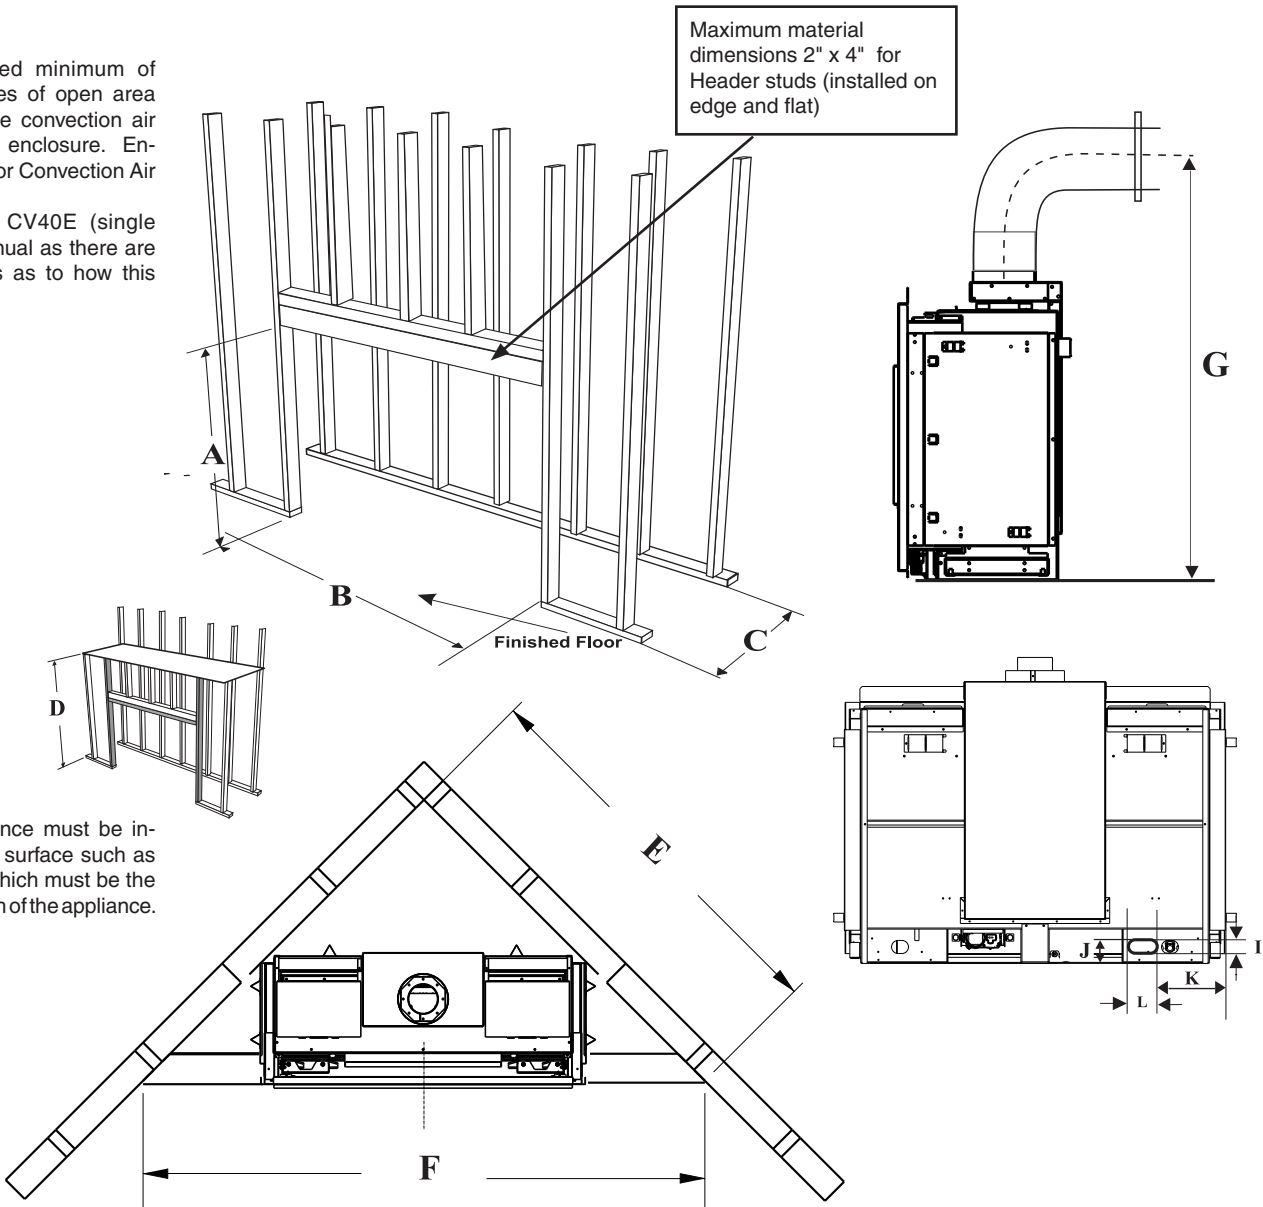 ed minimum of
es of open area
e convection air
enclosure. En-
or Convection Air
CV40E (single
nual as there are
s as to how this
Maximum material
dimensions 2" x 4" for
Header studs (installed on
edge and flat)
A
B
C
Finished Floor
G
D
nce must be in-
surface such as
hich must be the
n of the appliance.
E
F
J
I
K
L